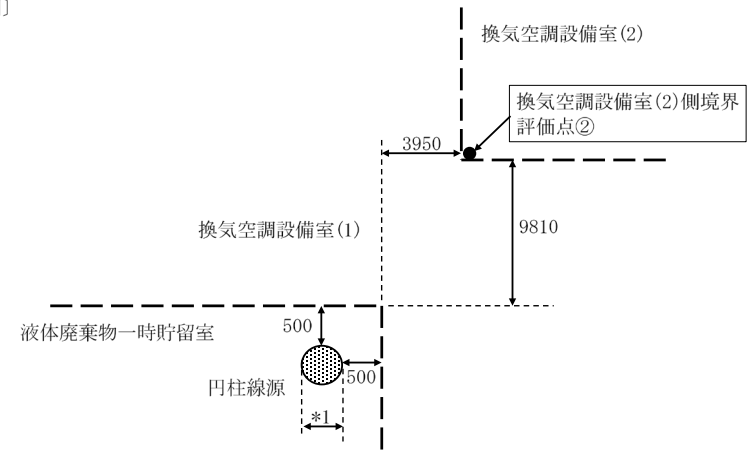 換気空調設備室(2)
換気空調設備室(2)側境界
評価点②
3950
換気空調設備室(1)
9810
液体廃棄物一時貯留室
500
500
円柱線源
*1